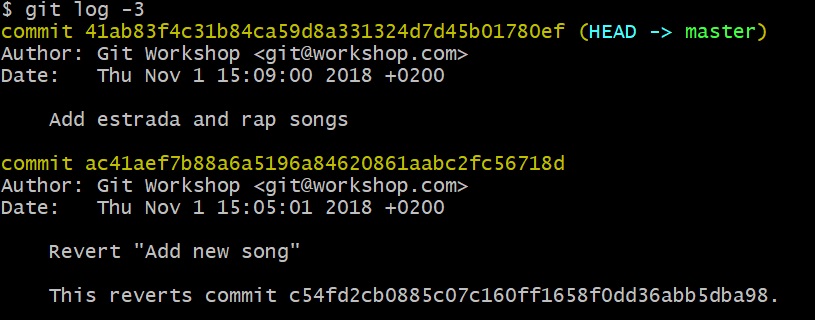 $ git log -3
commit 41ab83f4c31b84ca59d8a331324d7d45b01780ef (HEAD -> master)
Author: Git Workshop <git@workshop.com>
Date:   Thu Nov 1 15:09:00 2018 +0200
Add estrada and rap songs
commit ac41aef7b88a6a5196a84620861aabc2fc56718d
Author: Git Workshop <git@workshop.com>
Date:   Thu Nov 1 15:05:01 2018 +0200
Revert "Add new song"
This reverts commit c54fd2cb0885c07c160ff1658f0dd36abb5dba98.